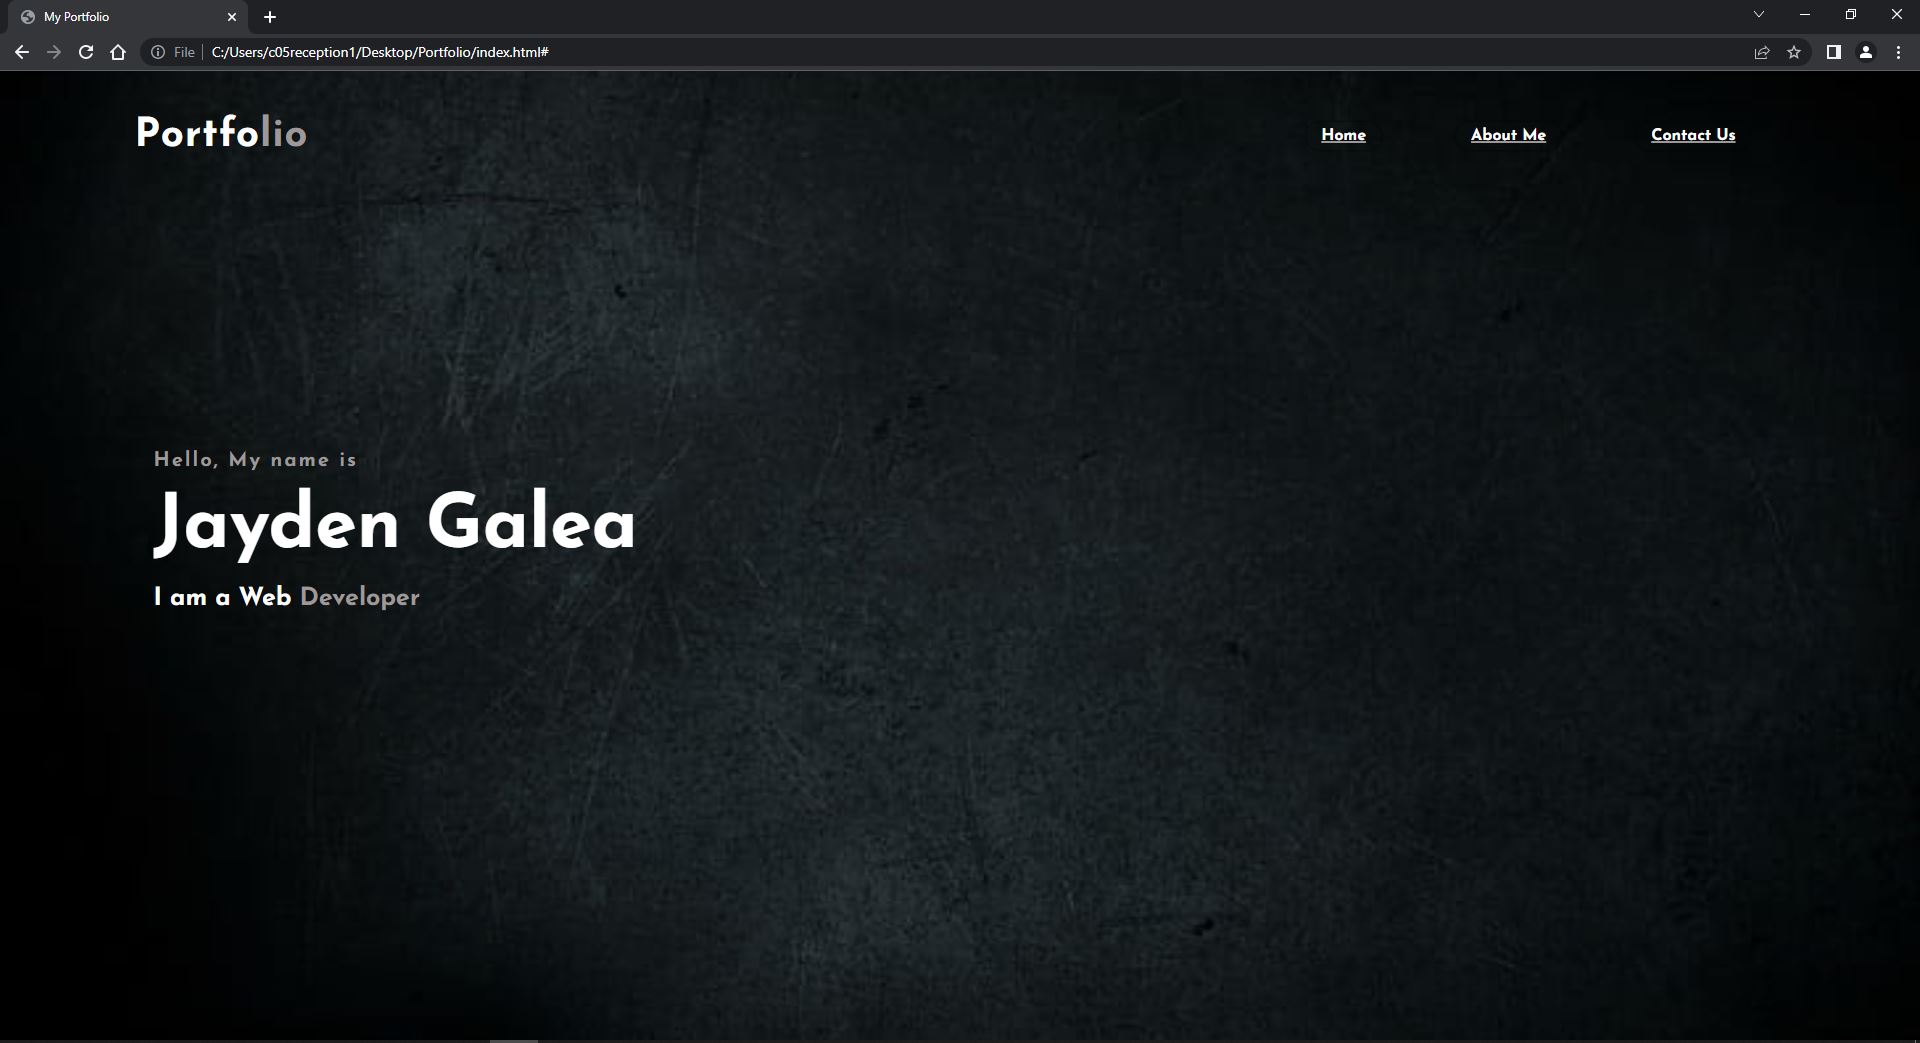 My Portfolio
File C:/Users/c05reception1/Desktop/Portfolio/index.html#
Portfolio
Home About Me Contact Us
Hello, My name is
Jayden Galea
I am a Web Developer